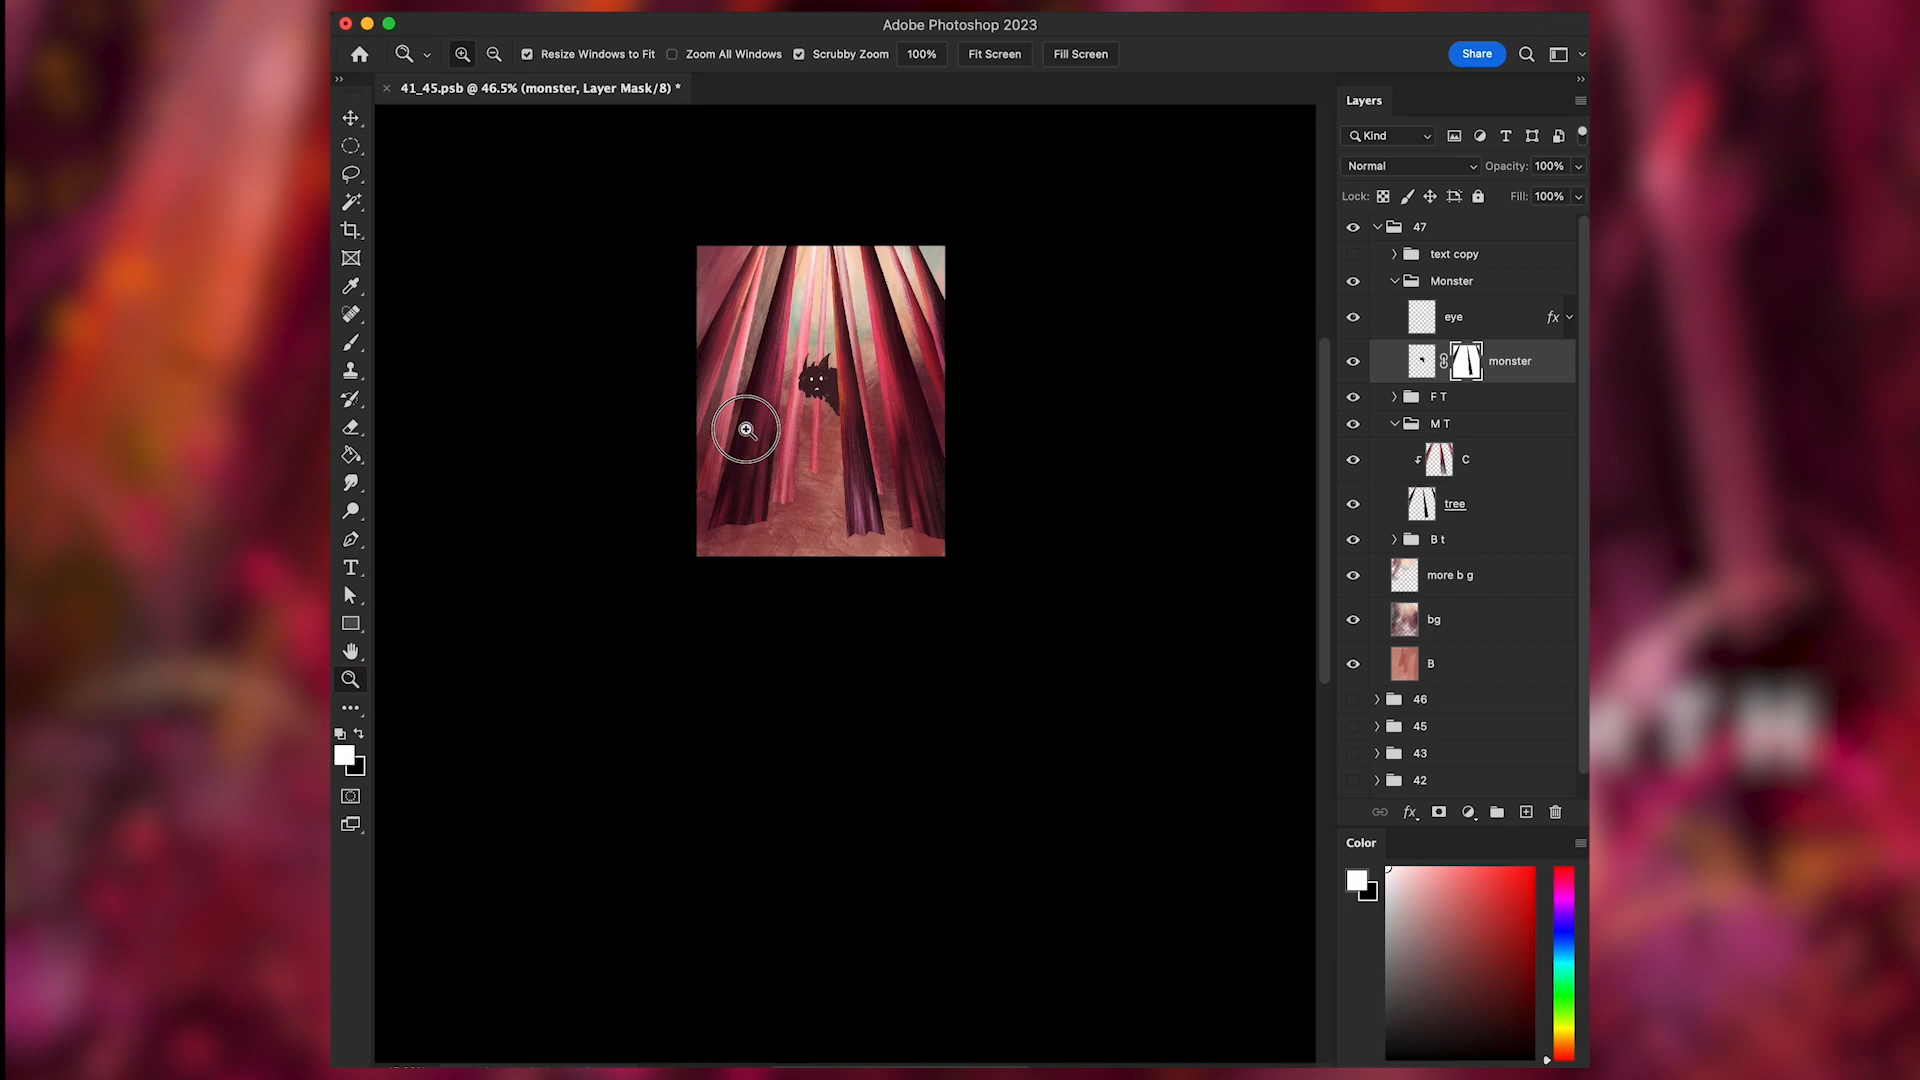 Adobe Photoshop 2023
Resize Windows to Fit
Zoom All Windows
Scrubby Zoom
100%
Fit Screen
Fill Screen
Share
41_45.psb @ 46.5% (monster, Layer Mask/8) *
Layers
Kind
Normal
Opacity: 100%
Lock:
Fill: 100%
47
text copy
Monster
eye
fx
monster
F T
M T
C
tree
B t
more b g
bg
B
46
45
43
42
fx
Color